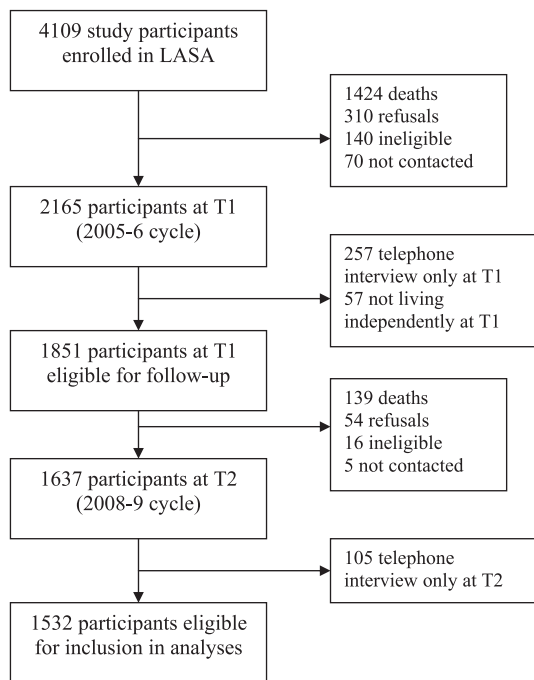 4109 study participants
enrolled in LASA
1424 deaths
310 refusals
140 ineligible
70 not contacted
2165 participants at T1
(2005-6 cycle)
257 telephone
interview only at T1
57 not living
independently at T1
1851 participants at T1
eligible for follow-up
139 deaths
54 refusals
16 ineligible
5 not contacted
1637 participants at T2
(2008-9 cycle)
105 telephone
interview only at T2
1532 participants eligible
for inclusion in analyses